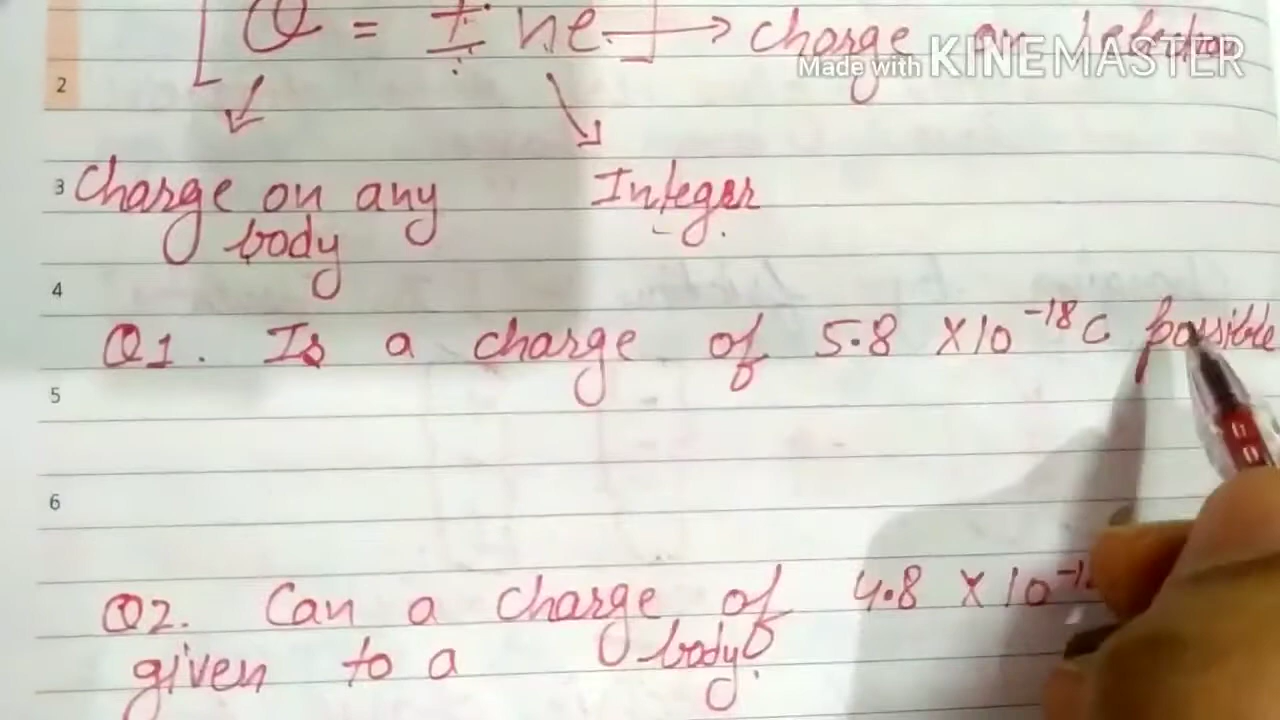 Q = ± ne → charge on
Made with KINEMASTER
2
3 Charge on any Integer
body
4
Q1. Is a charge of 5.8 X10⁻¹⁸ C possible
5
6
Q2. Can a charge of 4.8 X 10
given to a body?